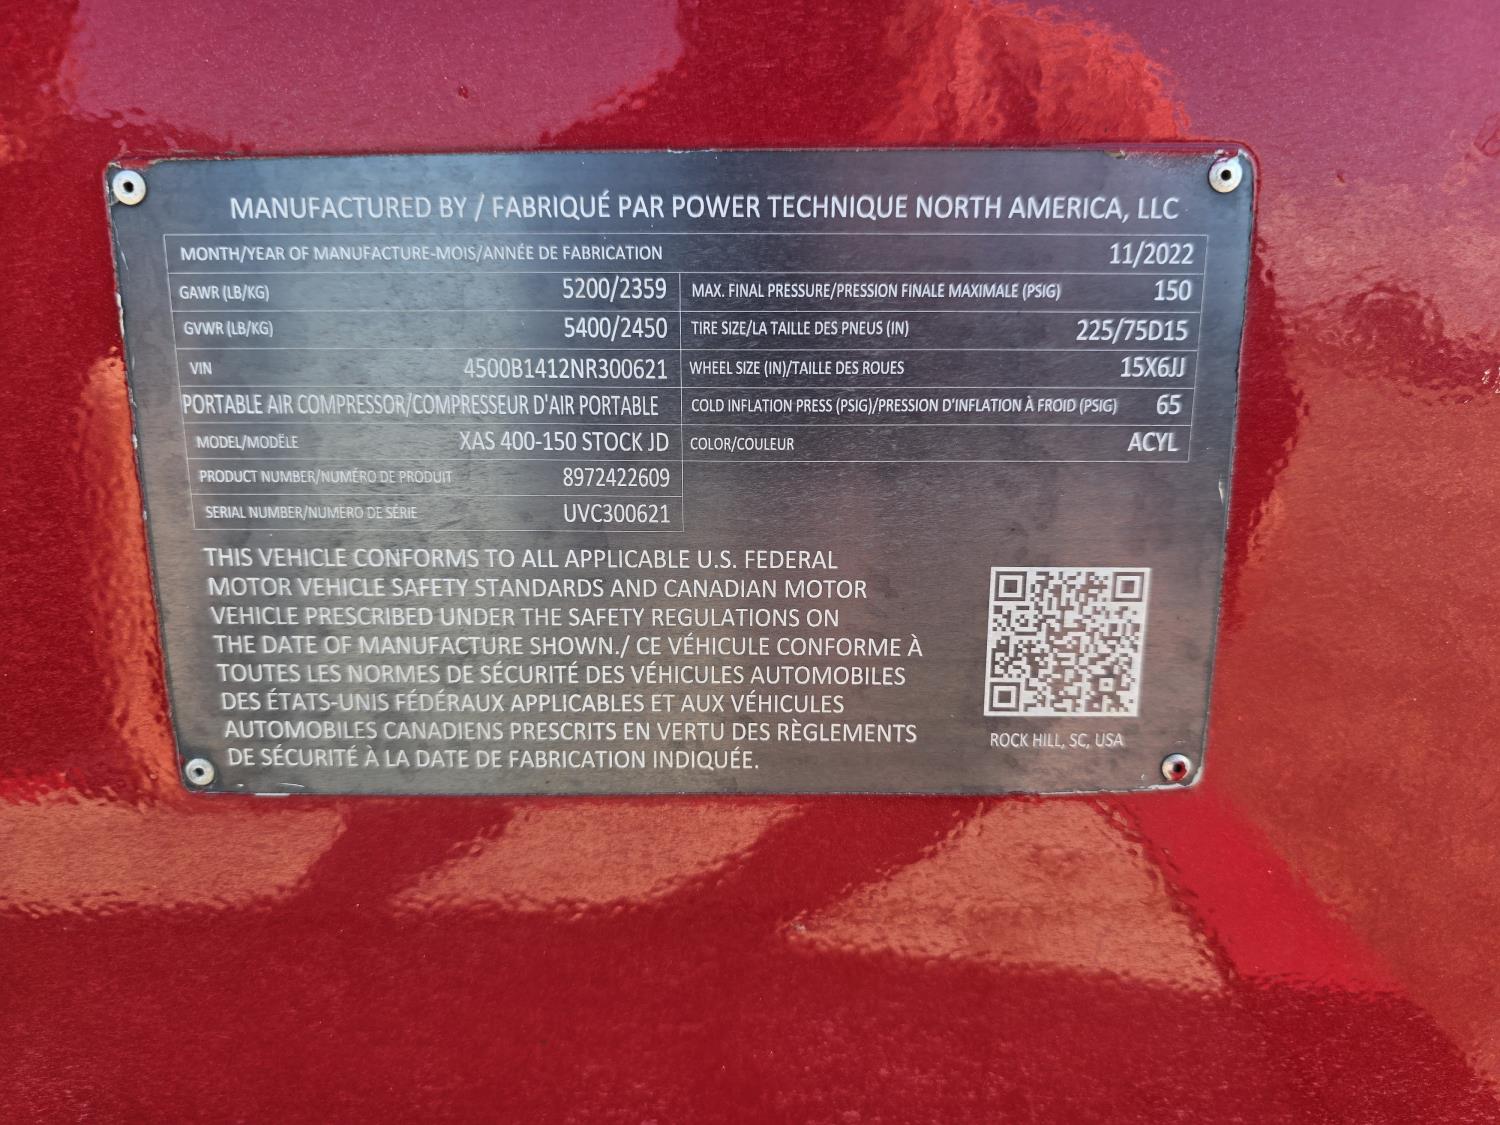 MANUFACTURED BY / FABRIQUÉ PAR POWER TECHNIQUE NORTH AMERICA, LLC
MONTH/YEAR OF MANUFACTURE-MOIS/ANNÉE DE FABRICATION 11/2022
GAWR (LB/KG) 5200/2359 MAX. FINAL PRESSURE/PRESSION FINALE MAXIMALE (PSIG) 150
GVWR (LB/KG) 5400/2450 TIRE SIZE/LA TAILLE DES PNEUS (IN) 225/75D15
VIN 4500B1412NR300621 WHEEL SIZE (IN)/TAILLE DES ROUES 15X6JJ
PORTABLE AIR COMPRESSOR/COMPRESSEUR D'AIR PORTABLE COLD INFLATION PRESS (PSIG)/PRESSION D'INFLATION À FROID (PSIG) 65
MODEL/MODËLE XAS 400-150 STOCK JD COLOR/COULEUR ACYL
PRODUCT NUMBER/NUMÉRO DE PRODUIT 8972422609
SERIAL NUMBER/NUMÉRO DE SÉRIE UVC300621
THIS VEHICLE CONFORMS TO ALL APPLICABLE U.S. FEDERAL
MOTOR VEHICLE SAFETY STANDARDS AND CANADIAN MOTOR
VEHICLE PRESCRIBED UNDER THE SAFETY REGULATIONS ON
THE DATE OF MANUFACTURE SHOWN./ CE VÉHICULE CONFORME À
TOUTES LES NORMES DE SÉCURITÉ DES VÉHICULES AUTOMOBILES
DES ÉTATS-UNIS FÉDÉRAUX APPLICABLES ET AUX VÉHICULES
AUTOMOBILES CANADIENS PRESCRITS EN VERTU DES RÈGLEMENTS
DE SÉCURITÉ À LA DATE DE FABRICATION INDIQUÉE.
ROCK HILL, SC, USA